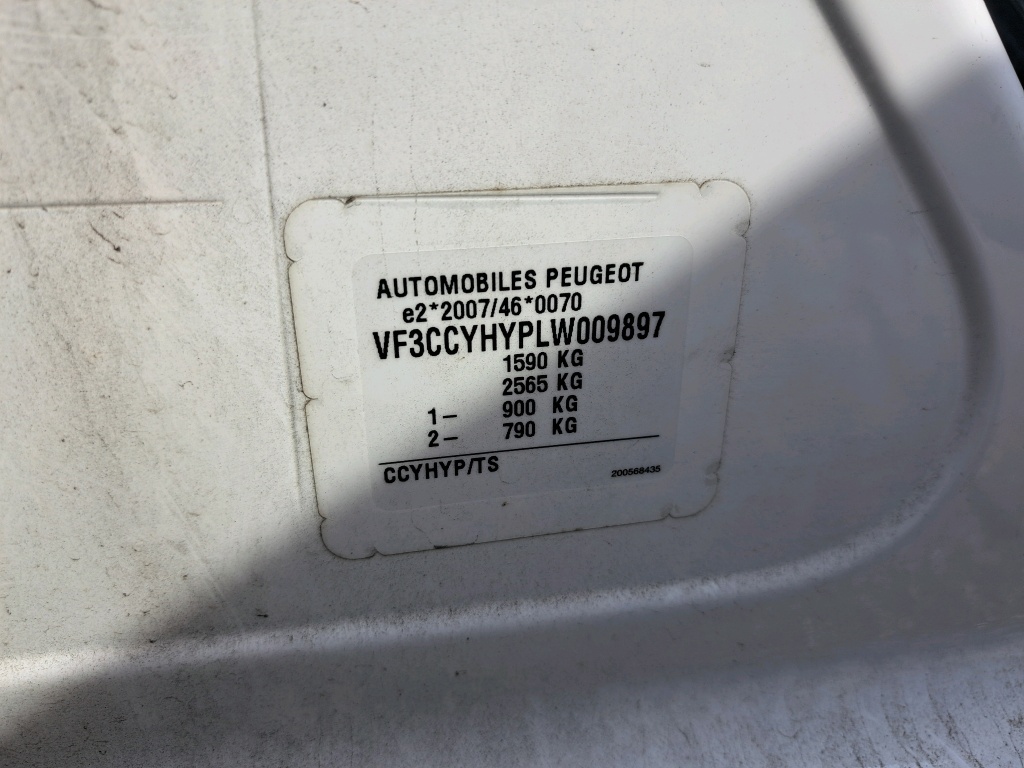 AUTOMOBILES PEUGEOT
e2*2007/46*0070
VF3CCYHYPLW009897
1590 KG
2565 KG
1– 900 KG
2– 790 KG
CCYHYP/TS 200568435